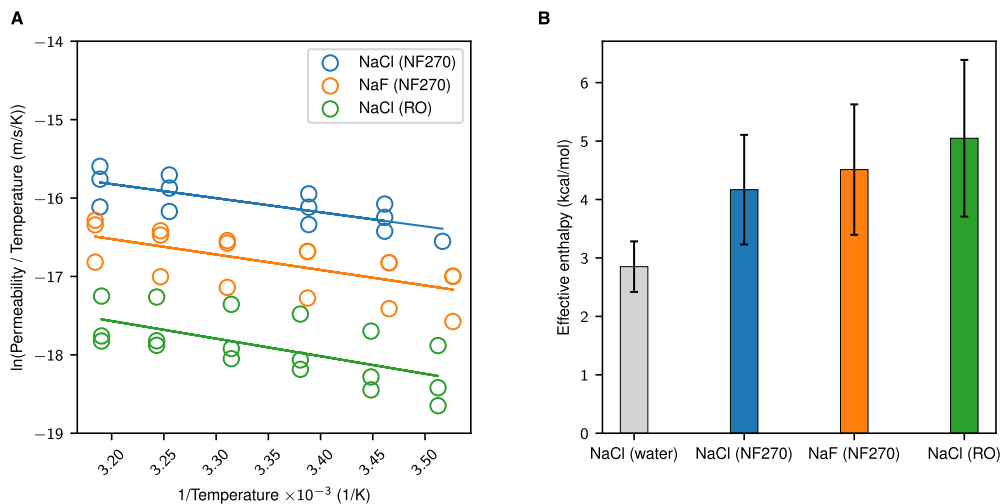 A
ln(Permeability / Temperature (m/s/K))
−14
−15
−16
−17
−18
−19
NaCl (NF270)
NaF (NF270)
NaCl (RO)
3.20
3.25
3.30
3.35
3.40
3.45
3.50
1/Temperature ×10⁻³ (1/K)
B
Effective enthalpy (kcal/mol)
6
5
4
3
2
1
0
NaCl (water)
NaCl (NF270)
NaF (NF270)
NaCl (RO)